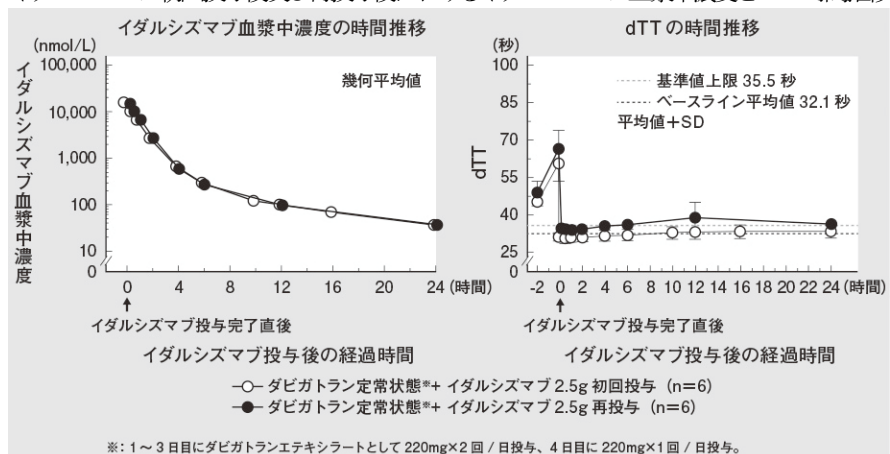 イダルシズマブ血漿中濃度の時間推移
(nmol/L)
イダルシズマブ血漿中濃度
100,000
10,000
1,000
100
10
0
幾何平均値
0 4 8 12 16 20 24 (時間)
イダルシズマブ投与完了直後
イダルシズマブ投与後の経過時間
dTTの時間推移
(秒)
dTT
100
85
70
55
40
25
0
基準値上限 35.5 秒
ベースライン平均値 32.1 秒
平均値+SD
-2 0 2 4 6 8 10 12 14 16 18 20 22 24 (時間)
イダルシズマブ投与完了直後
イダルシズマブ投与後の経過時間
ダビガトラン定常状態※+ イダルシズマブ 2.5g 初回投与 (n=6)
ダビガトラン定常状態※+ イダルシズマブ 2.5g 再投与 (n=6)
※: 1〜3日目にダビガトランエテキシラートとして 220mg×2 回 / 日投与、4日目に 220mg×1 回 / 日投与。